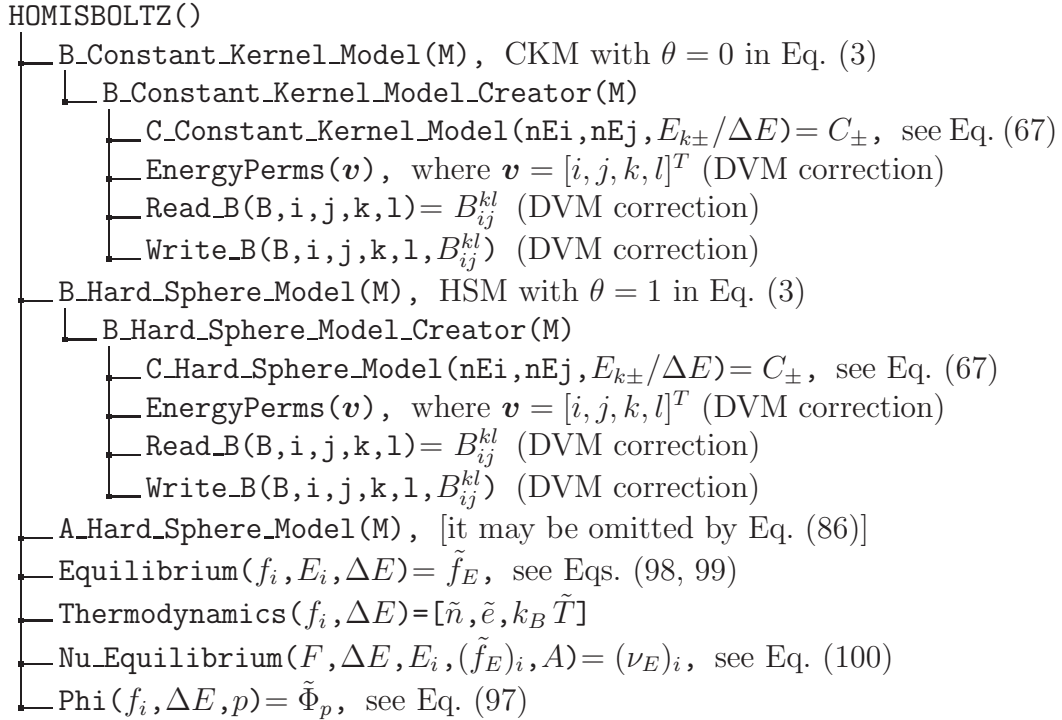 HOMISBOLTZ()
B_Constant_Kernel_Model(M), CKM with θ = 0 in Eq. (3)
B_Constant_Kernel_Model_Creator(M)
C_Constant_Kernel_Model(nEi,nEj,E_{k±}/ΔE)= C_±, see Eq. (67)
EnergyPerms(v), where v = [i, j, k, l]^T (DVM correction)
Read_B(B,i,j,k,l)= B_{ij}^{kl} (DVM correction)
Write_B(B,i,j,k,l,B_{ij}^{kl}) (DVM correction)
B_Hard_Sphere_Model(M), HSM with θ = 1 in Eq. (3)
B_Hard_Sphere_Model_Creator(M)
C_Hard_Sphere_Model(nEi,nEj,E_{k±}/ΔE)= C_±, see Eq. (67)
EnergyPerms(v), where v = [i, j, k, l]^T (DVM correction)
Read_B(B,i,j,k,l)= B_{ij}^{kl} (DVM correction)
Write_B(B,i,j,k,l,B_{ij}^{kl}) (DVM correction)
A_Hard_Sphere_Model(M), [it may be omitted by Eq. (86)]
Equilibrium(f_i,E_i,ΔE)= f̃_E, see Eqs. (98, 99)
Thermodynamics(f_i,ΔE)=[ñ,ẽ,k_B T̃]
Nu_Equilibrium(F,ΔE,E_i,(f̃_E)_i,A)= (ν_E)_i, see Eq. (100)
Phi(f_i,ΔE,p)= Φ̃_p, see Eq. (97)